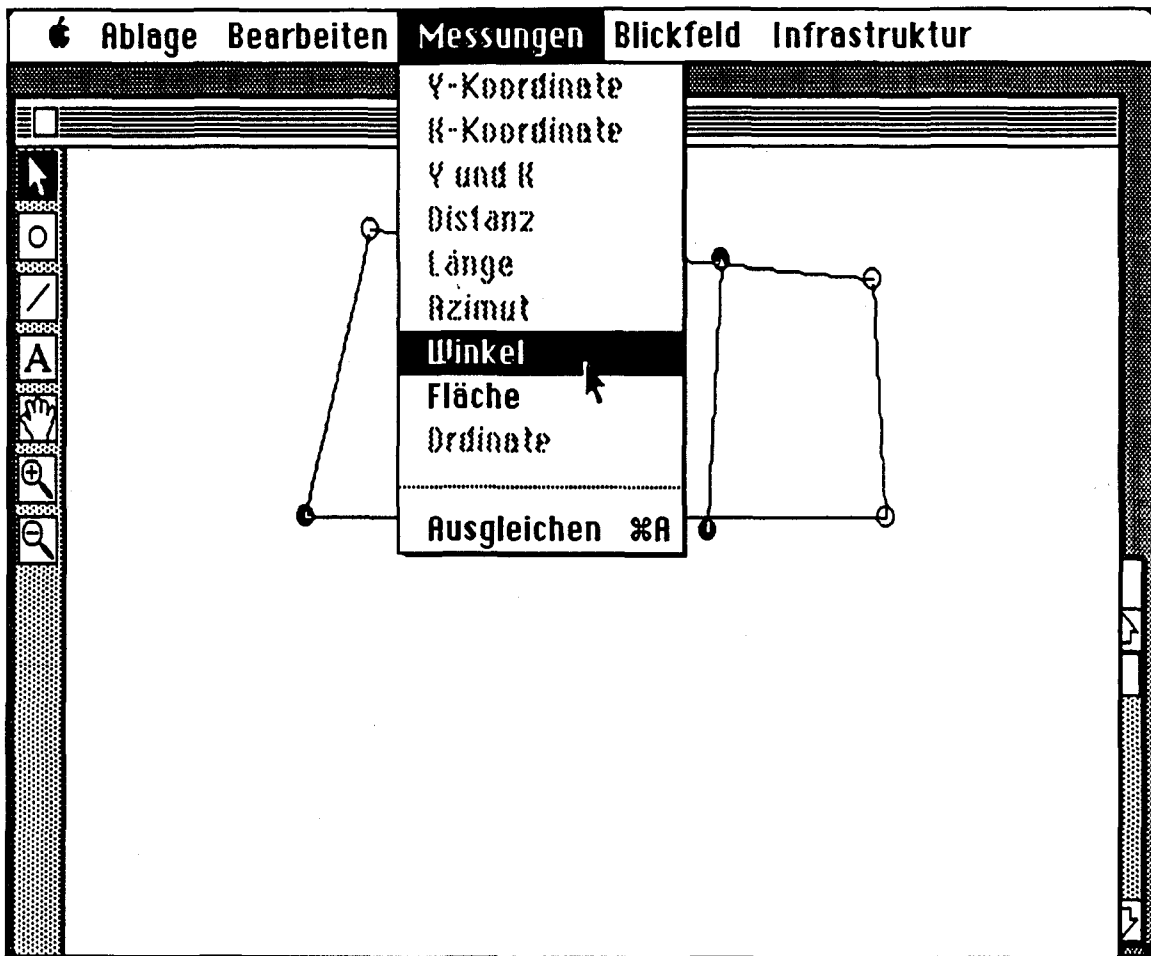 Ablage Bearbeiten Messungen Blickfeld Infrastruktur
Y-Koordinate
X-Koordinate
Y und X
Distanz
Länge
Azimut
Winkel
Fläche
Ordinate
Ausgleichen ⌘A
A